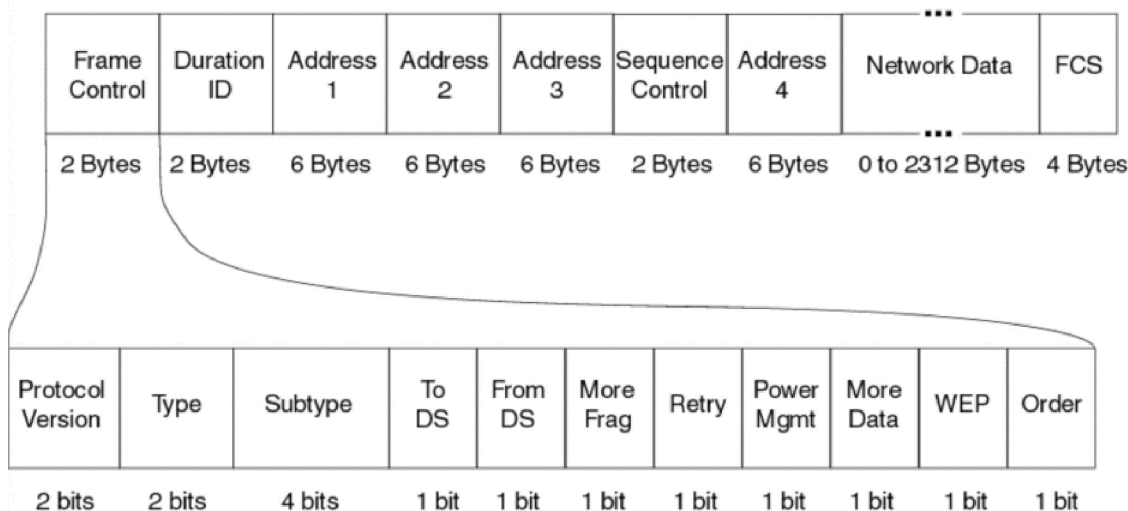 Frame Control
Duration ID
Address 1
Address 2
Address 3
Sequence Control
Address 4
Network Data
FCS
2 Bytes
2 Bytes
6 Bytes
6 Bytes
6 Bytes
2 Bytes
6 Bytes
0 to 2312 Bytes
4 Bytes
Protocol Version
Type
Subtype
To DS
From DS
More Frag
Retry
Power Mgmt
More Data
WEP
Order
2 bits
2 bits
4 bits
1 bit
1 bit
1 bit
1 bit
1 bit
1 bit
1 bit
1 bit